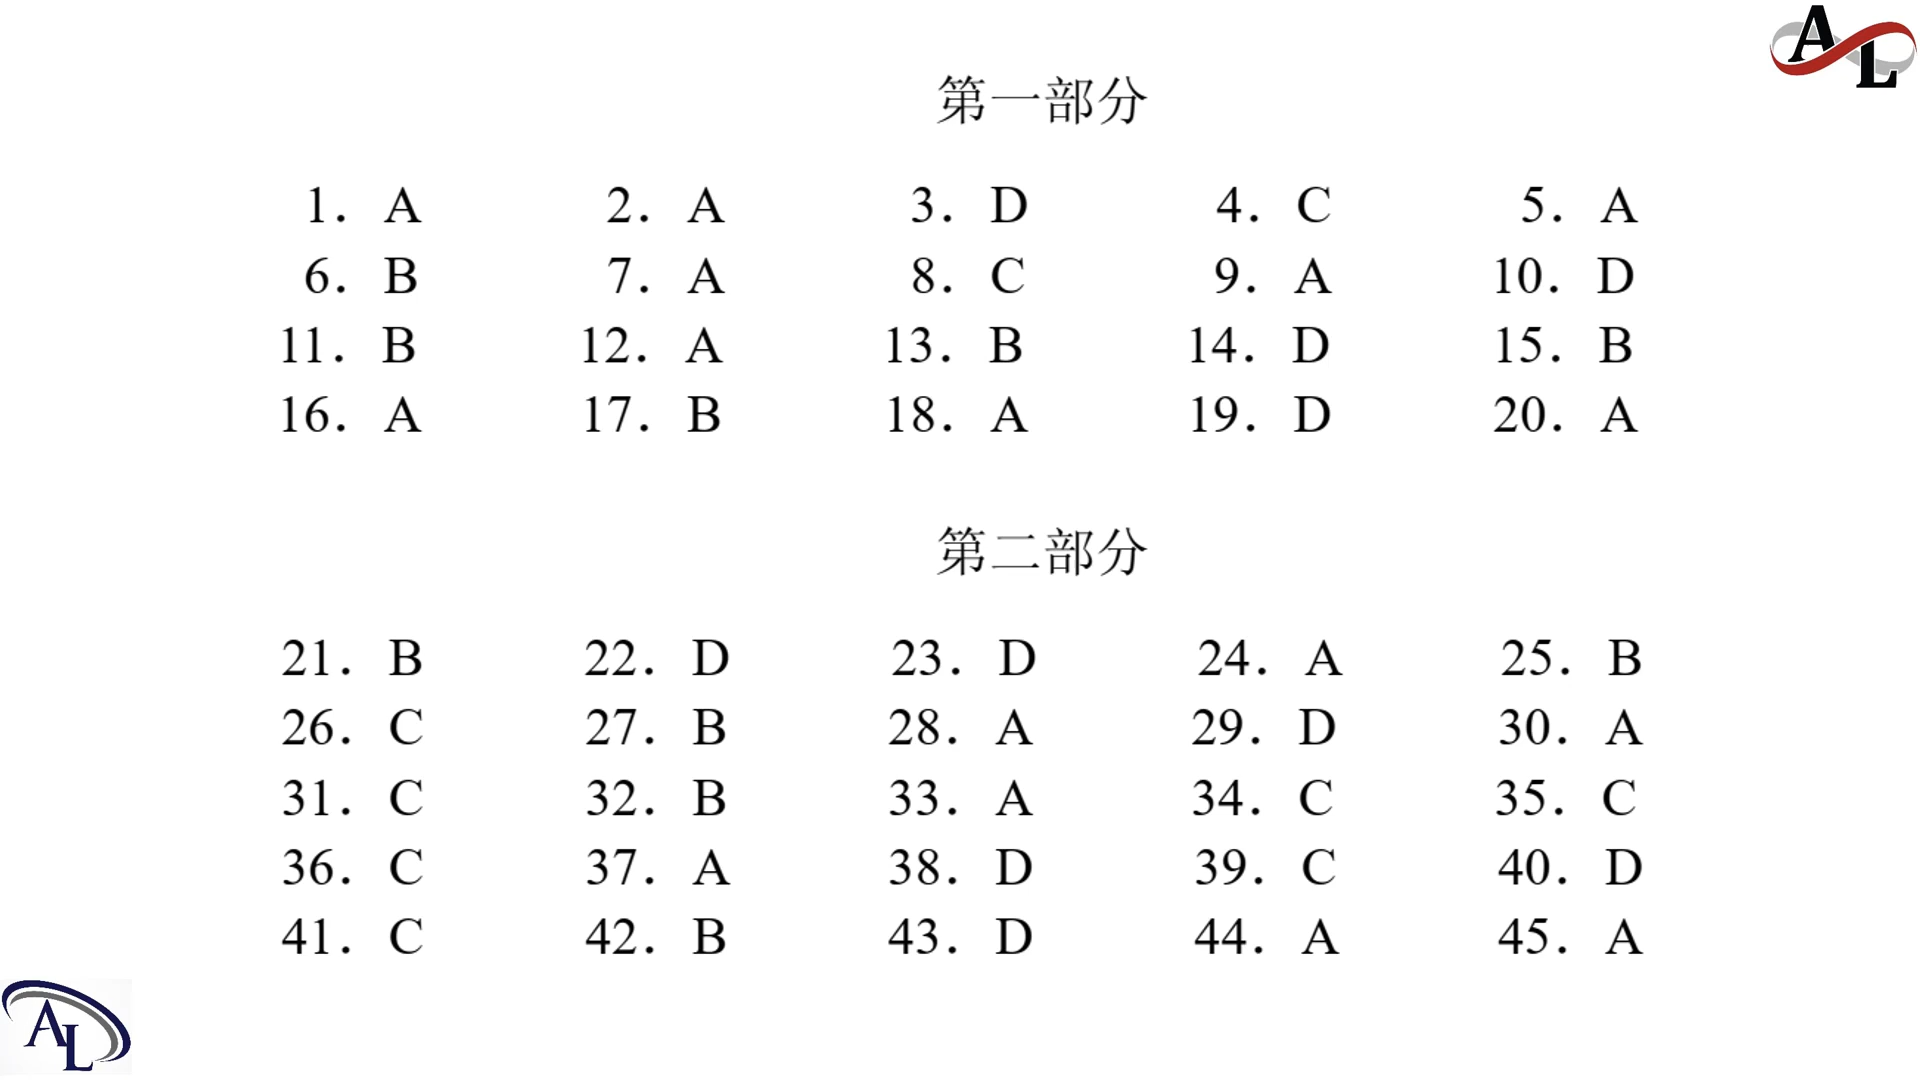 AL
第一部分
1. A 2. A 3. D 4. C 5. A
6. B 7. A 8. C 9. A 10. D
11. B 12. A 13. B 14. D 15. B
16. A 17. B 18. A 19. D 20. A
第二部分
21. B 22. D 23. D 24. A 25. B
26. C 27. B 28. A 29. D 30. A
31. C 32. B 33. A 34. C 35. C
36. C 37. A 38. D 39. C 40. D
41. C 42. B 43. D 44. A 45. A
AL